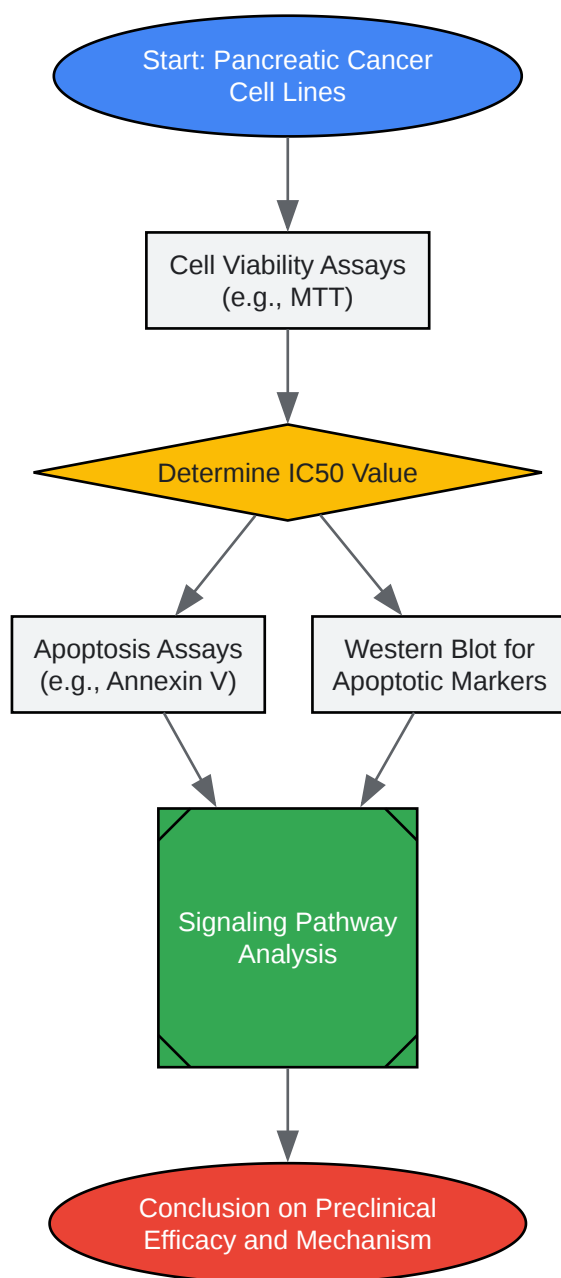 Start: Pancreatic Cancer
Cell Lines
Cell Viability Assays
(e.g., MTT)
Determine IC50 Value
Apoptosis Assays
(e.g., Annexin V)
Western Blot for
Apoptotic Markers
Signaling Pathway
Analysis
Conclusion on Preclinical
Efficacy and Mechanism